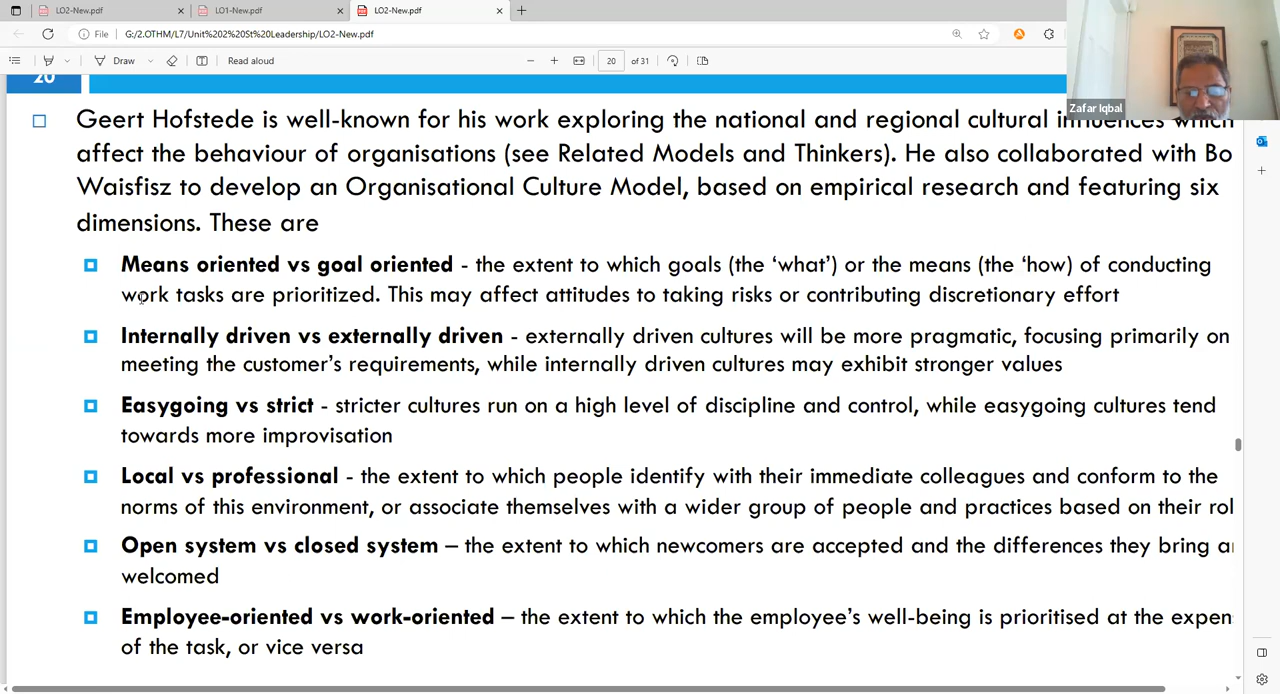 LO2-New.pdf
LO1-New.pdf
LO2-New.pdf
File G:/2.OTHM/L7/Unit%202%20St%20Leadership/LO2-New.pdf
Draw Read aloud 20 of 31
Zafar Iqbal
20
Geert Hofstede is well-known for his work exploring the national and regional cultural influences which
affect the behaviour of organisations (see Related Models and Thinkers). He also collaborated with Bo
Waisfisz to develop an Organisational Culture Model, based on empirical research and featuring six
dimensions. These are
Means oriented vs goal oriented - the extent to which goals (the ‘what’) or the means (the ‘how) of conducting
work tasks are prioritized. This may affect attitudes to taking risks or contributing discretionary effort
Internally driven vs externally driven - externally driven cultures will be more pragmatic, focusing primarily on
meeting the customer’s requirements, while internally driven cultures may exhibit stronger values
Easygoing vs strict - stricter cultures run on a high level of discipline and control, while easygoing cultures tend
towards more improvisation
Local vs professional - the extent to which people identify with their immediate colleagues and conform to the
norms of this environment, or associate themselves with a wider group of people and practices based on their rol
Open system vs closed system – the extent to which newcomers are accepted and the differences they bring ar
welcomed
Employee-oriented vs work-oriented – the extent to which the employee’s well-being is prioritised at the expen
of the task, or vice versa